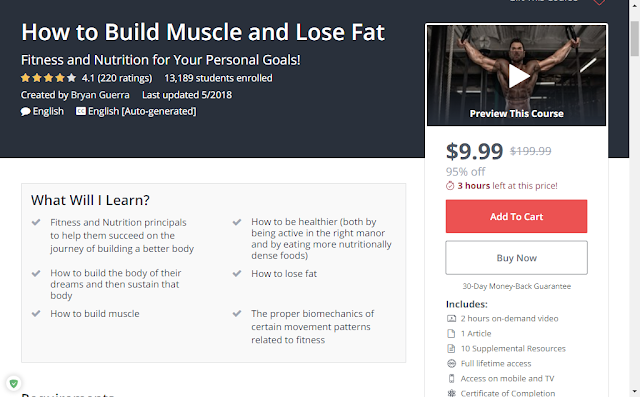 How to Build Muscle and Lose Fat
Fitness and Nutrition for Your Personal Goals!
4.1 (220 ratings) 13,189 students enrolled
Created by Bryan Guerra Last updated 5/2018
English English [Auto-generated]
Preview This Course
$9.99 $199.99
95% off
3 hours left at this price!
Add To Cart
Buy Now
30-Day Money-Back Guarantee
Includes:
2 hours on-demand video
1 Article
10 Supplemental Resources
Full lifetime access
Access on mobile and TV
Certificate of Completion
What Will I Learn?
Fitness and Nutrition principals
to help them succeed on the
journey of building a better body
How to build the body of their
dreams and then sustain that
body
How to build muscle
How to be healthier (both by
being active in the right manor
and by eating more nutritionally
dense foods)
How to lose fat
The proper biomechanics of
certain movement patterns
related to fitness